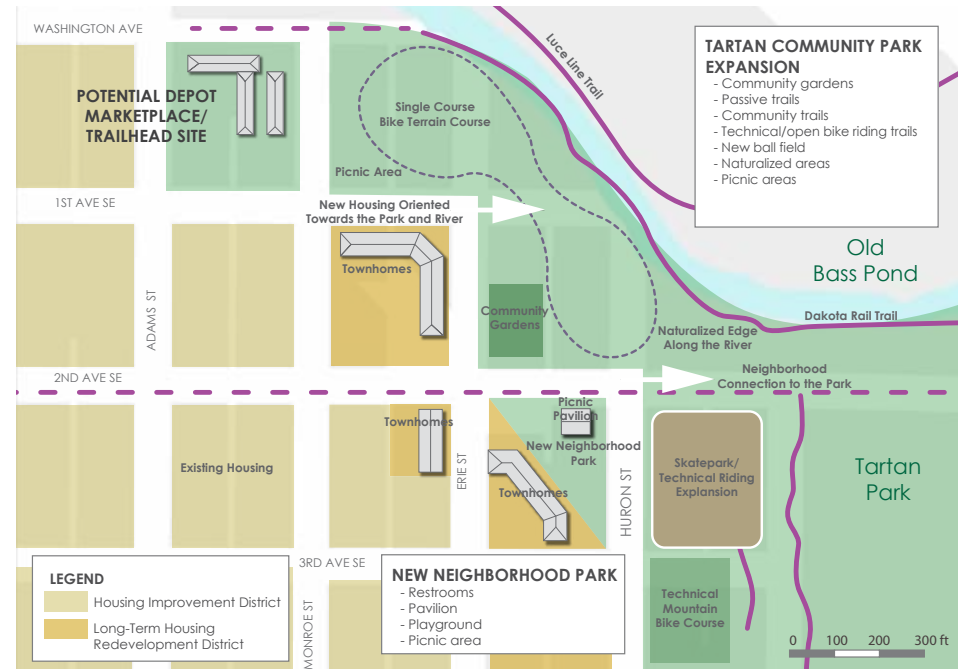 WASHINGTON AVE
Luce Line Trail
TARTAN COMMUNITY PARK
EXPANSION
- Community gardens
- Passive trails
- Community trails
- Technical/open bike riding trails
- New ball field
- Naturalized areas
- Picnic areas
POTENTIAL DEPOT
MARKETPLACE/
TRAILHEAD SITE
Single Course
Bike Terrain Course
Picnic Area
1ST AVE SE
New Housing Oriented
Towards the Park and River
Townhomes
Old
Bass Pond
ADAMS ST
Community
Gardens
Dakota Rail Trail
Naturalized Edge
Along the River
2ND AVE SE
Neighborhood
Connection to the Park
Picnic
Pavilion
Townhomes
New Neighborhood
Park
Existing Housing
ERIE ST
Townhomes
HURON ST
Skatepark/
Technical Riding
Explansion
Tartan
Park
3RD AVE SE
LEGEND
Housing Improvement District
Long-Term Housing
Redevelopment District
MONROE ST
NEW NEIGHBORHOOD PARK
- Restrooms
- Pavilion
- Playground
- Picnic area
Technical
Mountain
Bike Course
0 100 200 300 ft